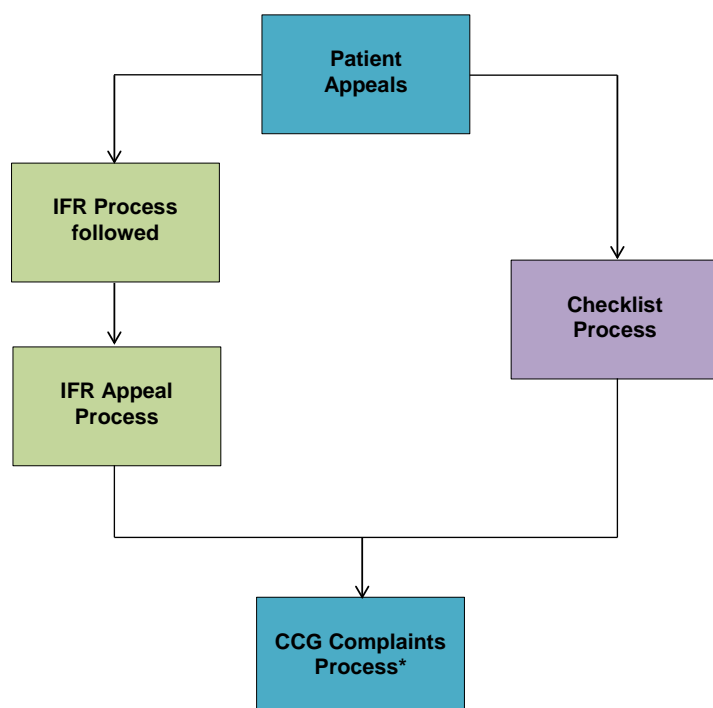 Patient
Appeals
IFR Process
followed
Checklist
Process
IFR Appeal
Process
CCG Complaints
Process*